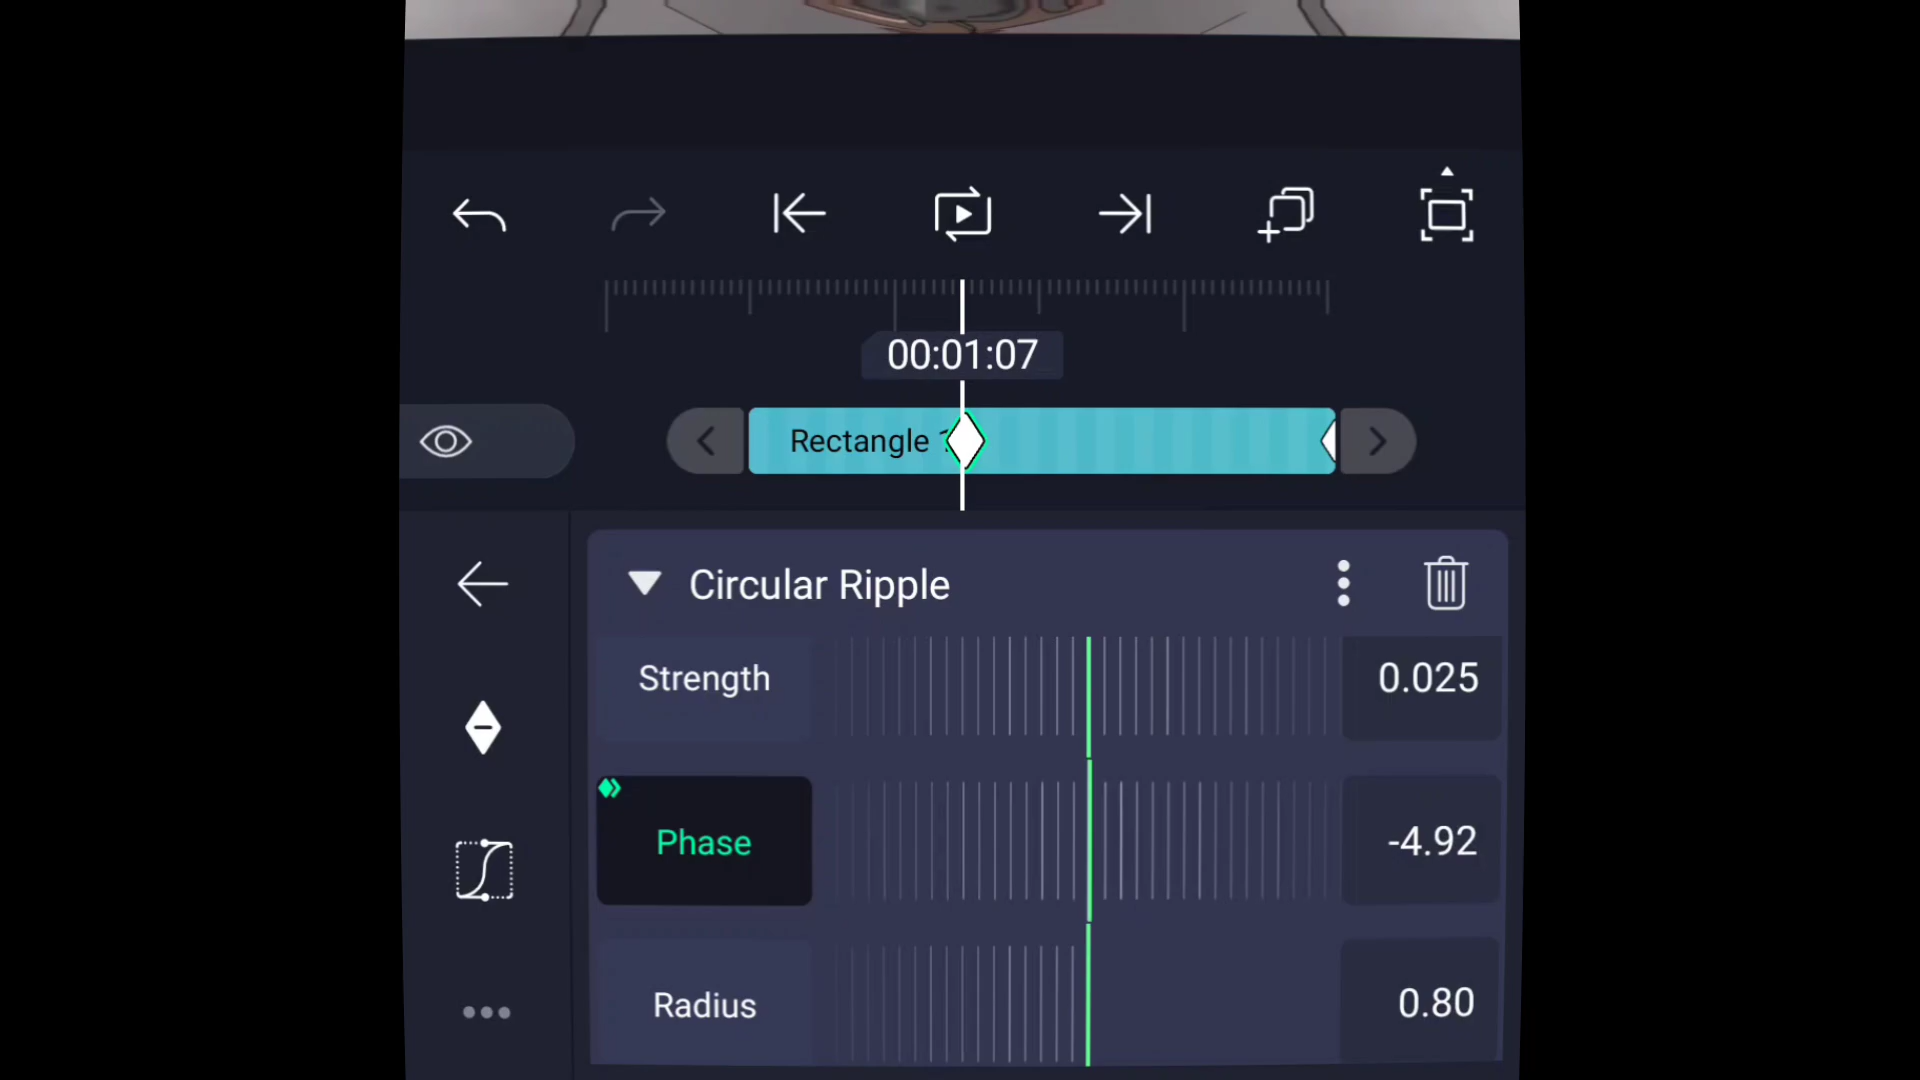 00:01:07
Rectangle
Circular Ripple
Strength
0.025
Phase
-4.92
Radius
0.80